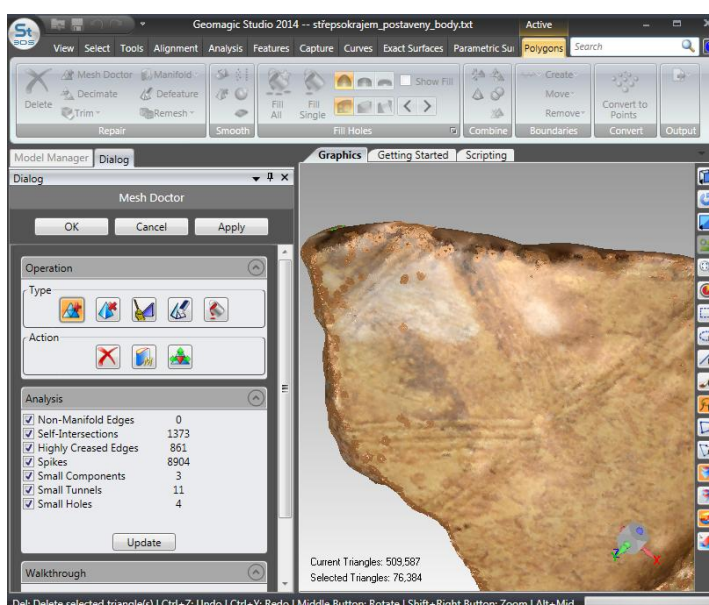 St
3DS
Geomagic Studio 2014 -- střepsokrajem_postaveny_body.txt
Active
View Select Tools Alignment Analysis Features Capture Curves Exact Surfaces Parametric Sur Polygons Search
Delete
Mesh Doctor
Manifold
Decimate
Defeature
Trim
Remesh
Repair
Smooth
Fill All
Fill Single
Show Fill
Fill Holes
Combine
Create
Move
Remove
Boundaries
Convert to Points
Convert
Output
Model Manager Dialog
Graphics Getting Started Scripting
Dialog
Mesh Doctor
OK Cancel Apply
Operation
Type
Action
Analysis
Non-Manifold Edges 0
Self-Intersections 1373
Highly Creased Edges 861
Spikes 8904
Small Components 3
Small Tunnels 11
Small Holes 4
Update
Walkthrough
Current Triangles: 509,587
Selected Triangles: 76,384
Del: Delete selected triangle(s) | Ctrl+Z: Undo | Ctrl+Y: Redo | Middle Button: Rotate | Shift+Right Button: Zoom | Alt+Mid